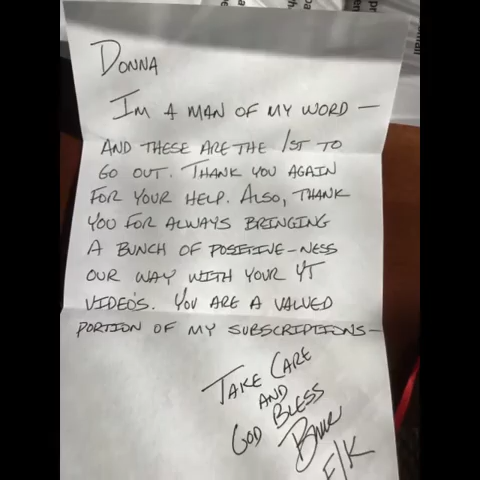 DONNA
IM A MAN OF MY WORD —
AND THESE ARE THE 1ST TO
GO OUT. THANK YOU AGAIN
FOR YOUR HELP. ALSO, THANK
YOU FOR ALWAYS BRINGING
A BUNCH OF POSITIVE-NESS
OUR WAY WITH YOUR YT
VIDEO'S. YOU ARE A VALUED
PORTION OF MY SUBSCRIPTIONS—
TAKE CARE
AND
GOD BLESS
F/K